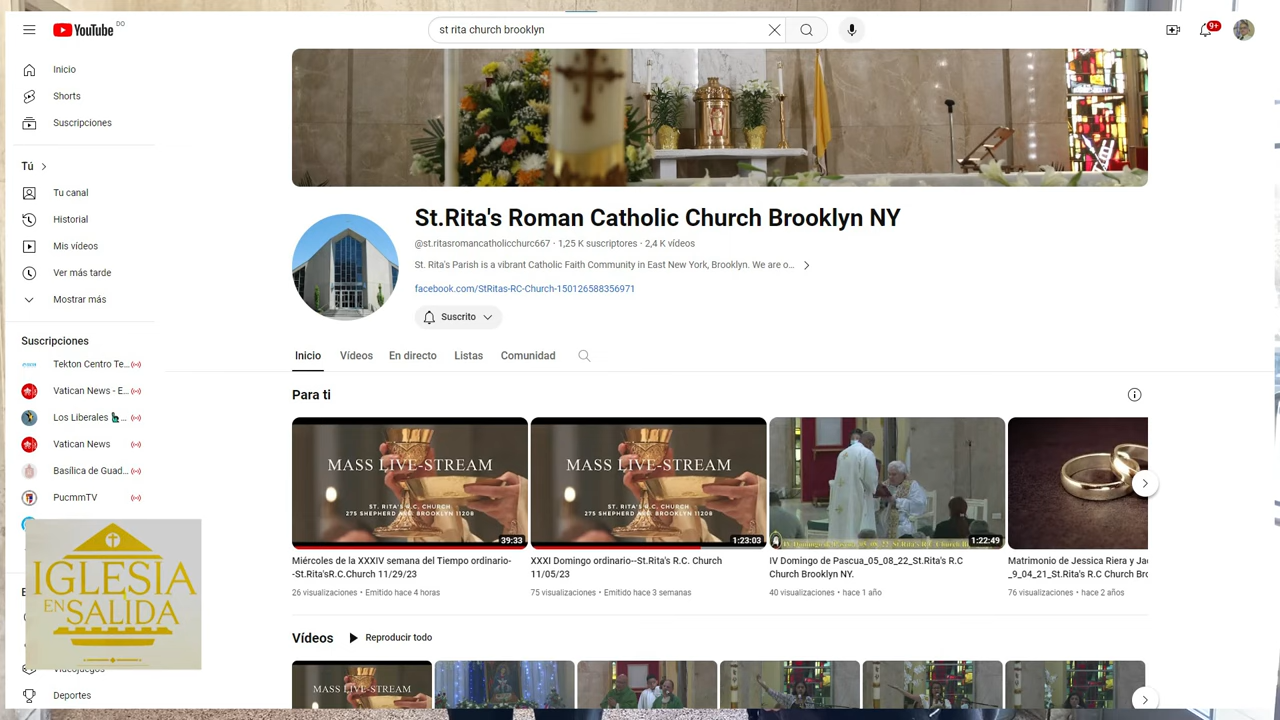 YouTube DO
st rita church brooklyn
9+
Inicio
Shorts
Suscripciones
Tú
Tu canal
Historial
Mis vídeos
Ver más tarde
Mostrar más
Suscripciones
Tekton Centro Te...
Vatican News - E...
Los Liberales ...
Vatican News
Basílica de Guad...
PucmmTV
IGLESIA
EN SALIDA
Deportes
St.Rita's Roman Catholic Church Brooklyn NY
@st.ritasromancatholicchurc667 · 1,25 K suscriptores · 2,4 K vídeos
St. Rita's Parish is a vibrant Catholic Faith Community in East New York, Brooklyn. We are o...
facebook.com/StRitas-RC-Church-150126588356971
Suscrito
Inicio Vídeos En directo Listas Comunidad
Para ti
MASS LIVE-STREAM
ST. RITA'S R.C. CHURCH
275 SHEPHERD AVE. BROOKLYN 11208
39:33
MASS LIVE-STREAM
ST. RITA'S R.C. CHURCH
275 SHEPHERD AVE. BROOKLYN 11208
1:23:03
1:22:49
Miércoles de la XXXIV semana del Tiempo ordinario-
-St.Rita'sR.C.Church 11/29/23
26 visualizaciones • Emitido hace 4 horas
XXXI Domingo ordinario--St.Rita's R.C. Church
11/05/23
75 visualizaciones • Emitido hace 3 semanas
IV Domingo de Pascua_05_08_22_St.Rita's R.C
Church Brooklyn NY.
40 visualizaciones • hace 1 año
Matrimonio de Jessica Riera y Ja
_9_04_21_St.Rita's R.C Church Br
76 visualizaciones • hace 2 años
Vídeos Reproducir todo
MASS LIVE-STREAM